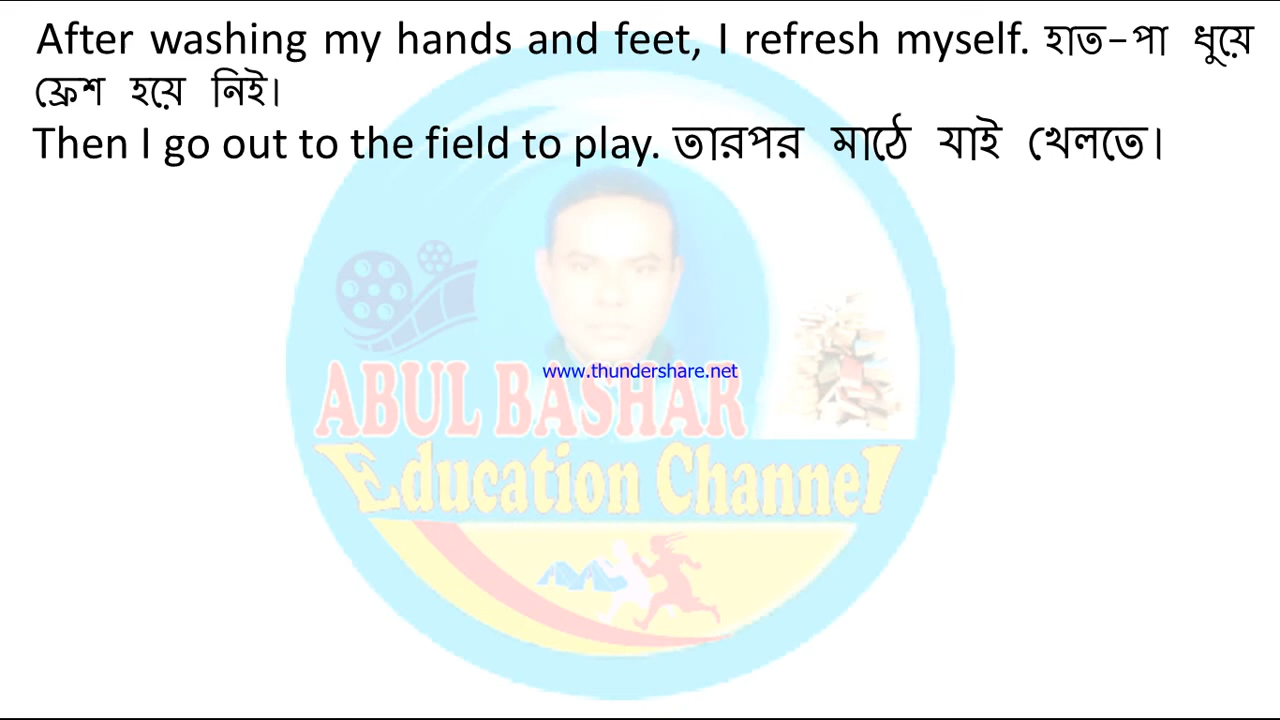 After washing my hands and feet, I refresh myself. হাত-পা ধুয়ে
ফ্রেশ হয়ে নিই।
Then I go out to the field to play. তারপর মাঠে যাই খেলতে।
www.thundershare.net
ABUL BASHAR
Education Channel